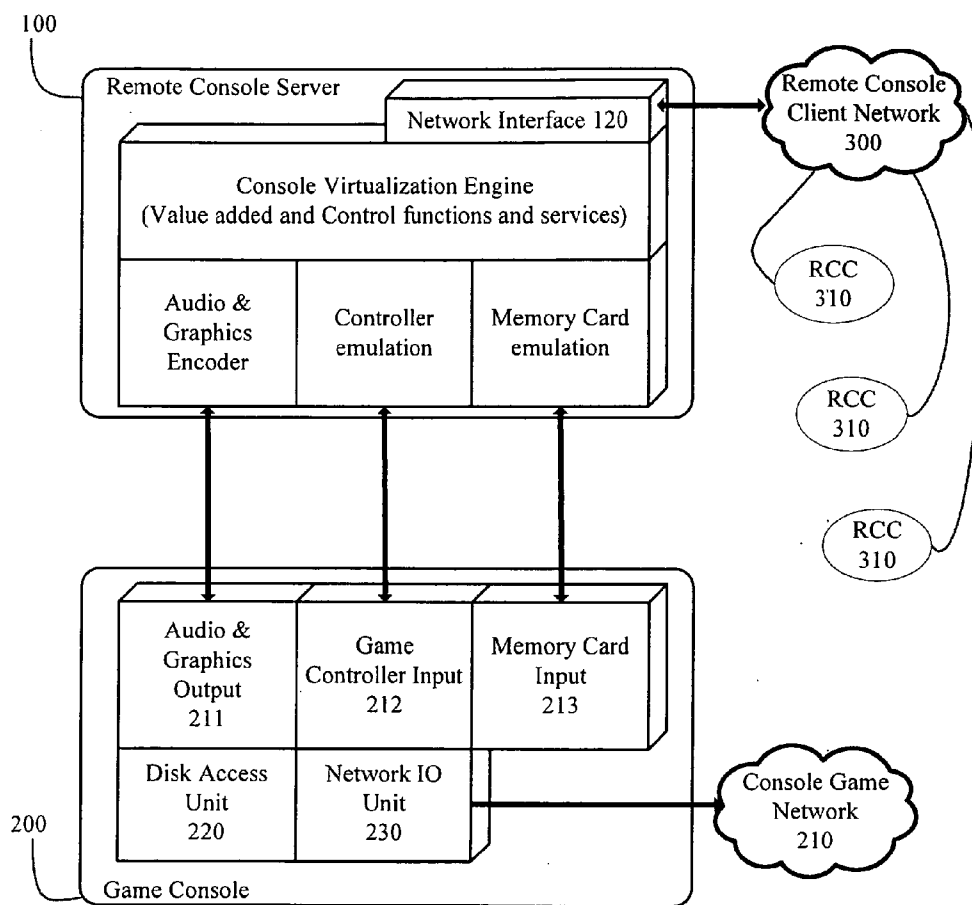 100
Remote Console Server
Network Interface 120
Console Virtualization Engine
(Value added and Control functions and services)
Audio &
Graphics
Encoder
Controller
emulation
Memory Card
emulation
Remote Console
Client Network
300
RCC
310
RCC
310
RCC
310
Audio &
Graphics
Output
211
Game
Controller Input
212
Memory Card
Input
213
Disk Access
Unit
220
Network IO
Unit
230
Console Game
Network
210
200
Game Console